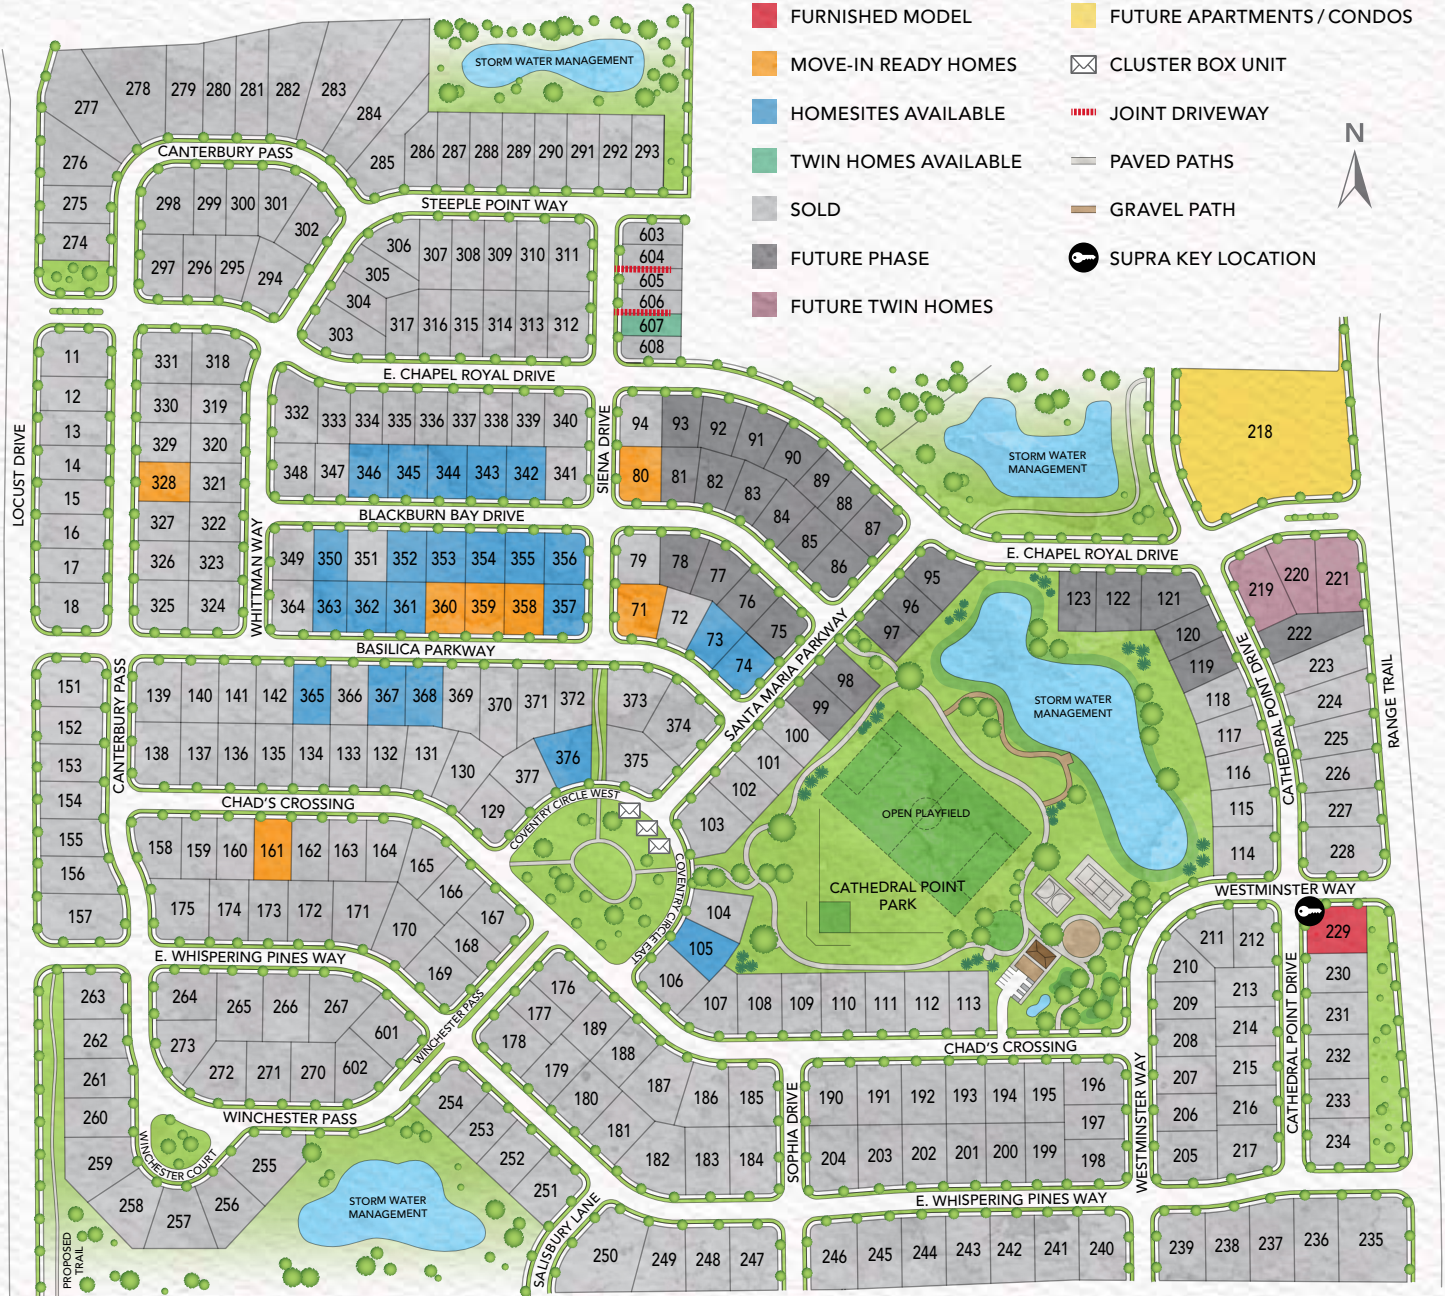 FURNISHED MODEL
MOVE-IN READY HOMES
HOMESITES AVAILABLE
TWIN HOMES AVAILABLE
SOLD
FUTURE PHASE
FUTURE TWIN HOMES
FUTURE APARTMENTS / CONDOS
CLUSTER BOX UNIT
JOINT DRIVEWAY
PAVED PATHS
GRAVEL PATH
SUPRA KEY LOCATION
N
STORM WATER MANAGEMENT
277 278 279 280 281 282 283 284
276 285 286 287 288 289 290 291 292 293
CANTERBURY PASS
275
274
STEEPLE POINT WAY
298 299 300 301 302
297 296 295 294
306 307 308 309 310 311
305
304
303 317 316 315 314 313 312
603
604
605
606
607
608
E. CHAPEL ROYAL DRIVE
LOCUST DRIVE
11
12
13
14
15
16
17
18
331 318
330 319
329 320
328 321
327 322
326 323
325 324
WHITTMAN WAY
332 333 334 335 336 337 338 339 340
348 347 346 345 344 343 342 341
SIENA DRIVE
BLACKBURN BAY DRIVE
349 350 351 352 353 354 355 356
364 363 362 361 360 359 358 357
BASILICA PARKWAY
94 93 92 91 90 89 88 87
80 81 82 83 84 85 86
79 78 77 76 75
71 72 73 74
SANTA MARIA PARKWAY
STORM WATER
MANAGEMENT
218
E. CHAPEL ROYAL DRIVE
95
96
97
98
99
100
101
102
103
123 122 121
120
119
118
117
116
115
114
STORM WATER
MANAGEMENT
219 220 221
222
223
224
225
226
227
228
CATHEDRAL POINT DRIVE
CATHEDRAL POINT DRIVE
RANGE TRAIL
151
152
153
154
155
156
157
CANTERBURY PASS
139 140 141 142 365 366 367 368 369 370 371 372 373 374
138 137 136 135 134 133 132 131 130 129 377 376 375
CHAD'S CROSSING
COVENTRY CIRCLE WEST
COVENTRY CIRCLE EAST
158 159 160 161 162 163 164 165 166 167
175 174 173 172 171 170 168
169
E. WHISPERING PINES WAY
OPEN PLAYFIELD
CATHEDRAL POINT
PARK
104
105
106 107 108 109 110 111 112 113
CHAD'S CROSSING
WESTMINSTER WAY
211 212
210
209 213
208 214
207 215
206 216
205 217
229
230
231
232
233
234
WESTMINSTER WAY
263
262
261
260
259
258
257
256
255
264 265 266 267 601
273 272 271 270 602
WINCHESTER PASS
WINCHESTER PASS
WINCHESTER COURT
254
253
252
251
STORM WATER
MANAGEMENT
PROPOSED
TRAIL
SALISBURY LANE
176
177 189
178 188
179 187 186 185
180
181 182 183 184
SOPHIA DRIVE
190 191 192 193 194 195 196
197
204 203 202 201 200 199 198
E. WHISPERING PINES WAY
250 249 248 247
246 245 244 243 242 241 240
239 238 237 236 235